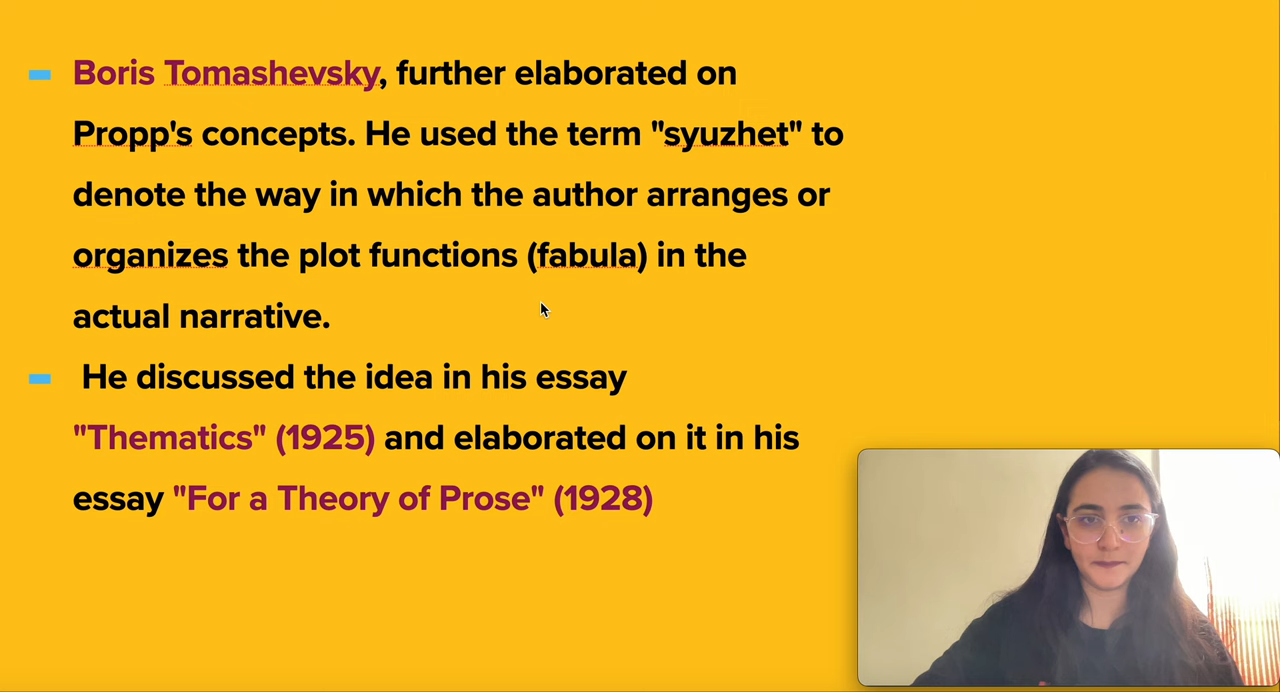 Boris Tomashevsky, further elaborated on
Propp's concepts. He used the term "syuzhet" to
denote the way in which the author arranges or
organizes the plot functions (fabula) in the
actual narrative.
He discussed the idea in his essay
"Thematics" (1925) and elaborated on it in his
essay "For a Theory of Prose" (1928)